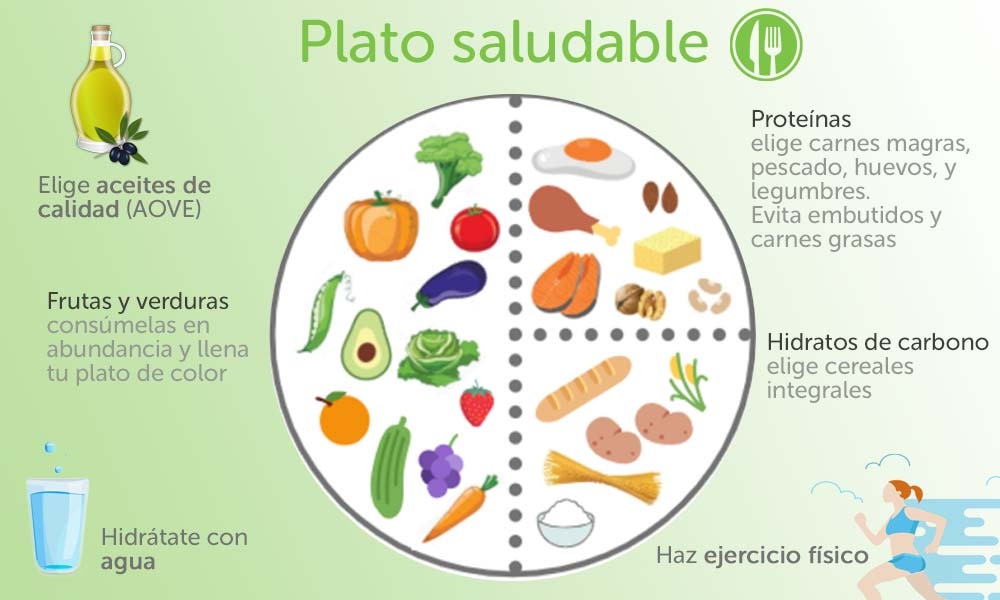 Plato saludable
Elige aceites de
calidad (AOVE)
Frutas y verduras
consúmelas en
abundancia y llena
tu plato de color
Hidrátate con
agua
Proteínas
elige carnes magras,
pescado, huevos, y
legumbres.
Evita embutidos y
carnes grasas
Hidratos de carbono
elige cereales
integrales
Haz ejercicio físico